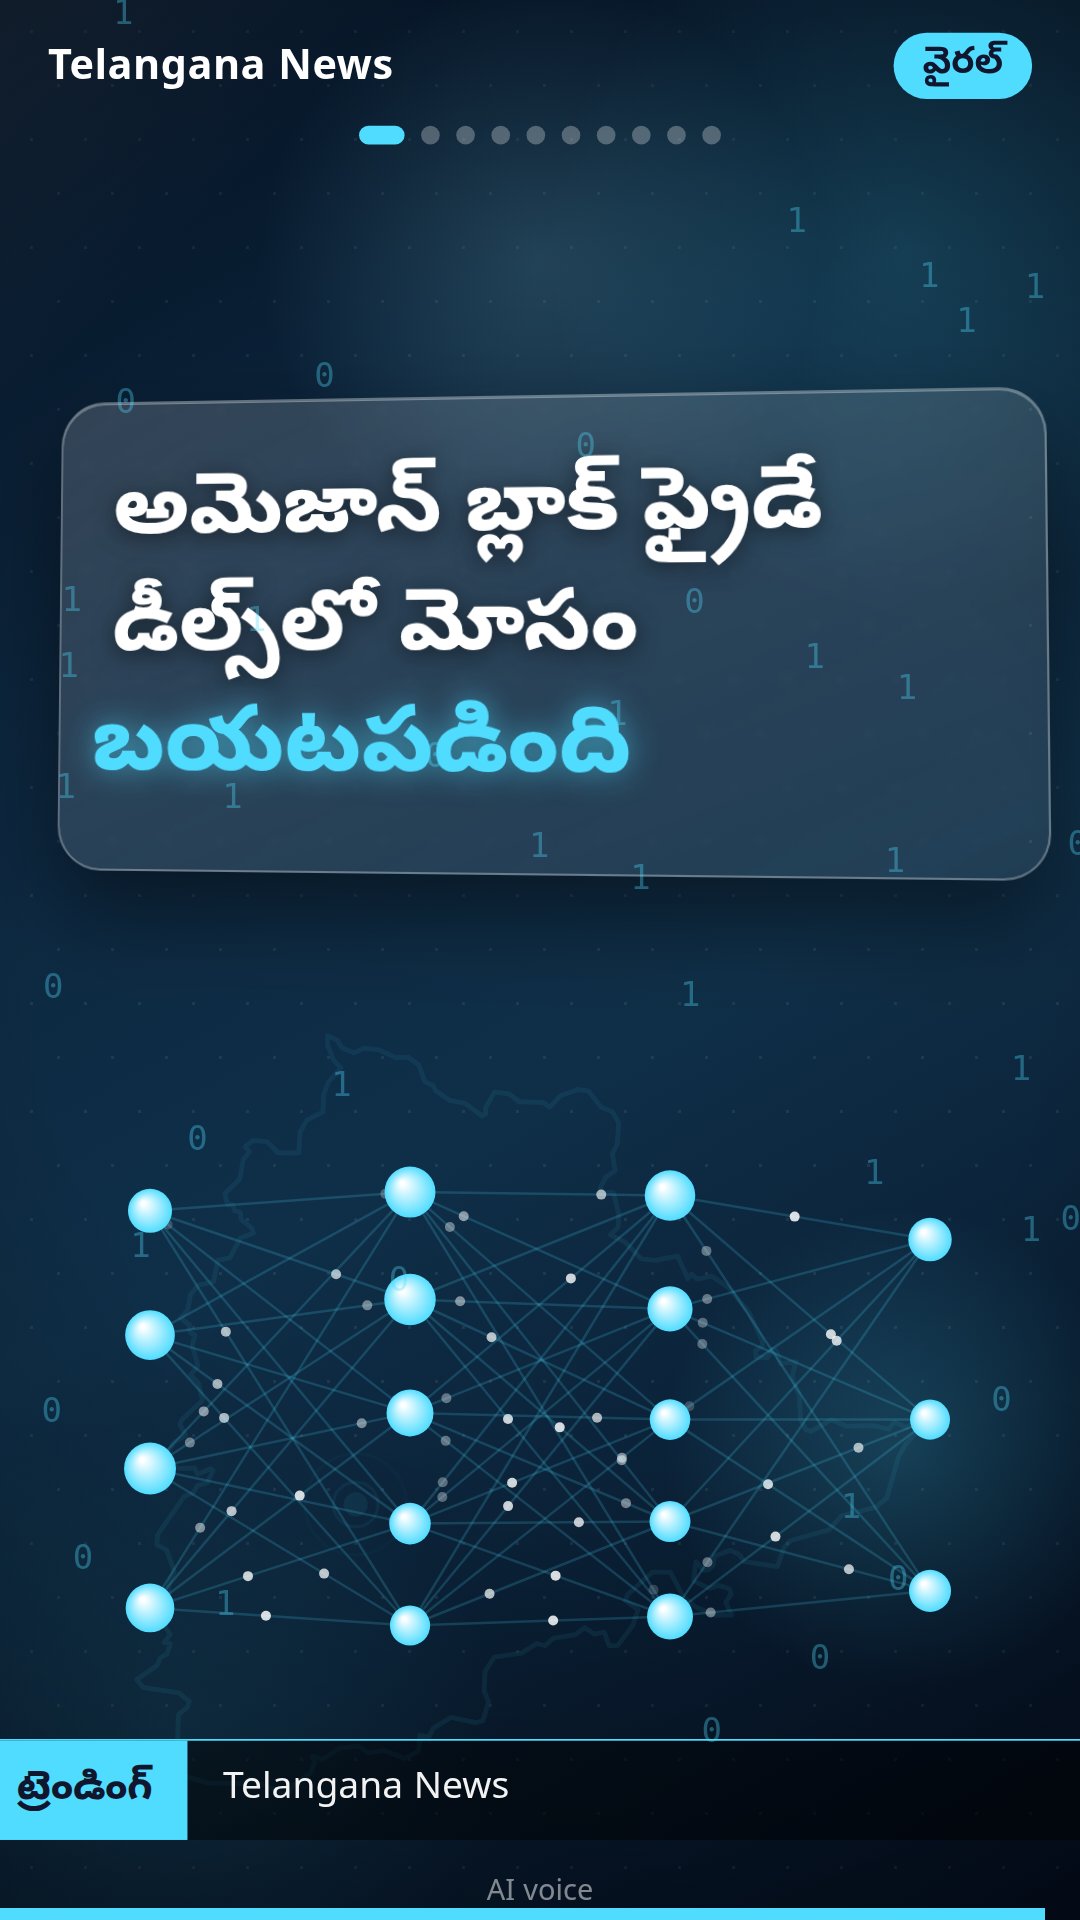 Telangana News
వైరల్
అమెజాన్ బ్లాక్ ఫ్రైడే
డీల్స్‌లో మోసం
బయటపడింది
ట్రెండింగ్
Telangana News
AI voice